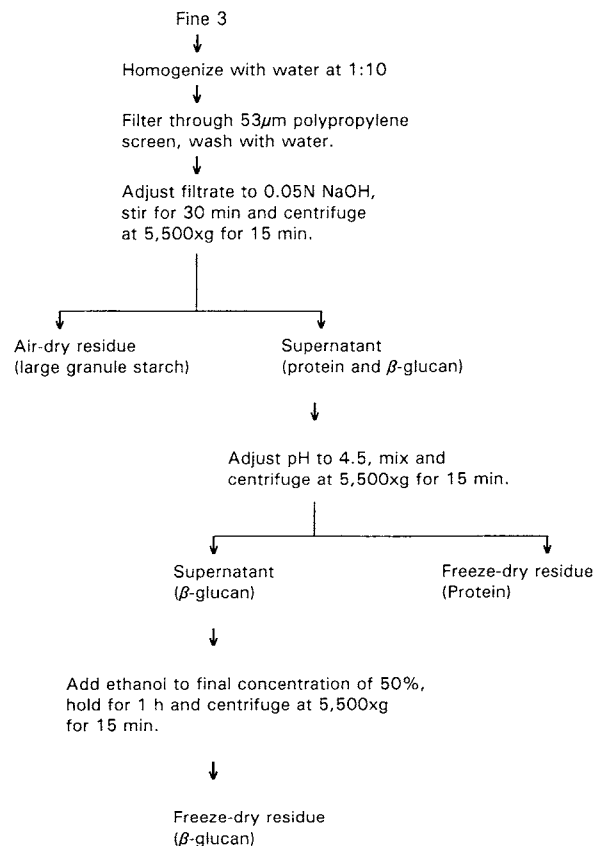 Fine 3
Homogenize with water at 1:10
Filter through 53μm polypropylene
screen, wash with water.
Adjust filtrate to 0.05N NaOH,
stir for 30 min and centrifuge
at 5,500xg for 15 min.
Air-dry residue
(large granule starch)
Supernatant
(protein and β-glucan)
Adjust pH to 4.5, mix and
centrifuge at 5,500xg for 15 min.
Supernatant
(β-glucan)
Freeze-dry residue
(Protein)
Add ethanol to final concentration of 50%,
hold for 1 h and centrifuge at 5,500xg
for 15 min.
Freeze-dry residue
(β-glucan)